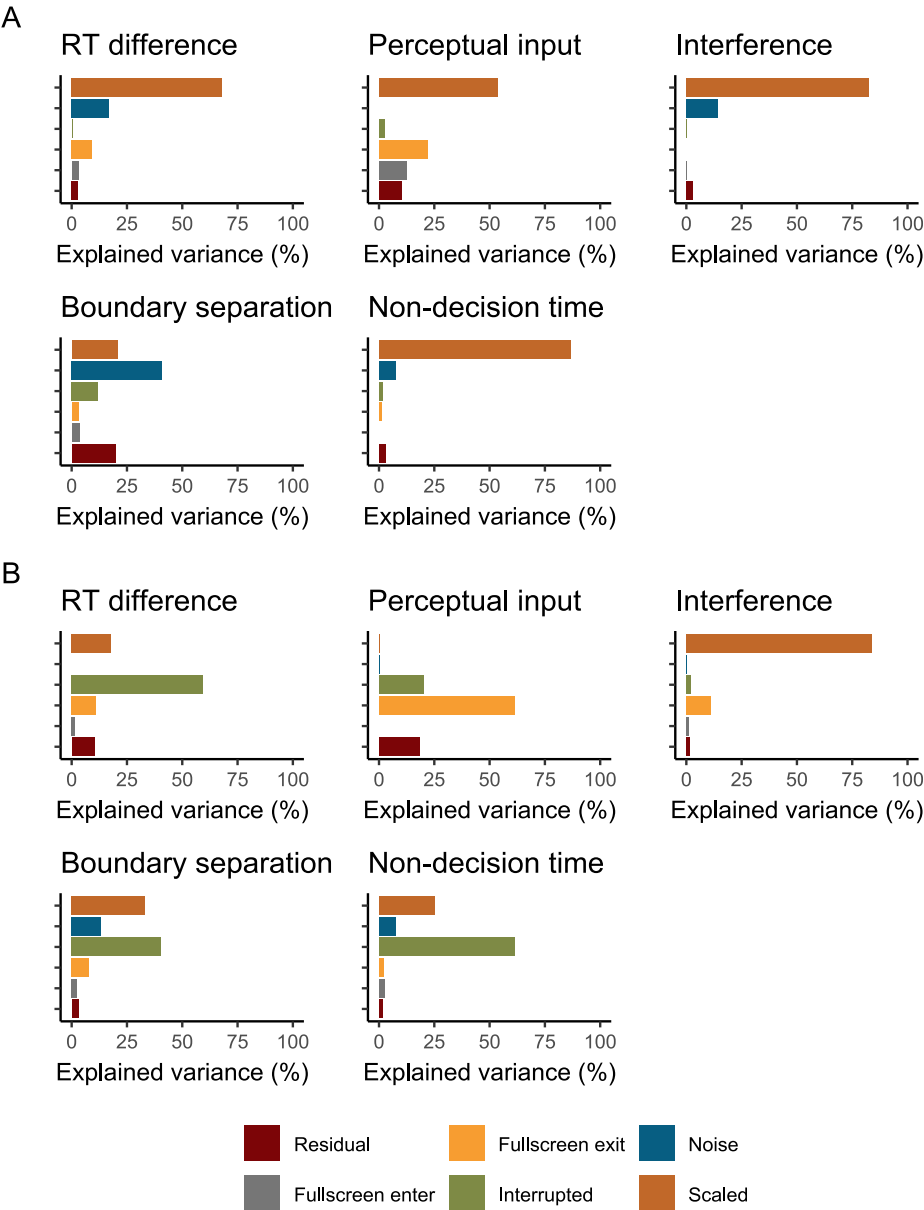 A
RT difference
Perceptual input
Interference
0 25 50 75 100
0 25 50 75 100
0 25 50 75 100
Explained variance (%)
Explained variance (%)
Explained variance (%)
Boundary separation
Non-decision time
0 25 50 75 100
0 25 50 75 100
Explained variance (%)
Explained variance (%)
B
RT difference
Perceptual input
Interference
0 25 50 75 100
0 25 50 75 100
0 25 50 75 100
Explained variance (%)
Explained variance (%)
Explained variance (%)
Boundary separation
Non-decision time
0 25 50 75 100
0 25 50 75 100
Explained variance (%)
Explained variance (%)
Residual
Fullscreen exit
Noise
Fullscreen enter
Interrupted
Scaled